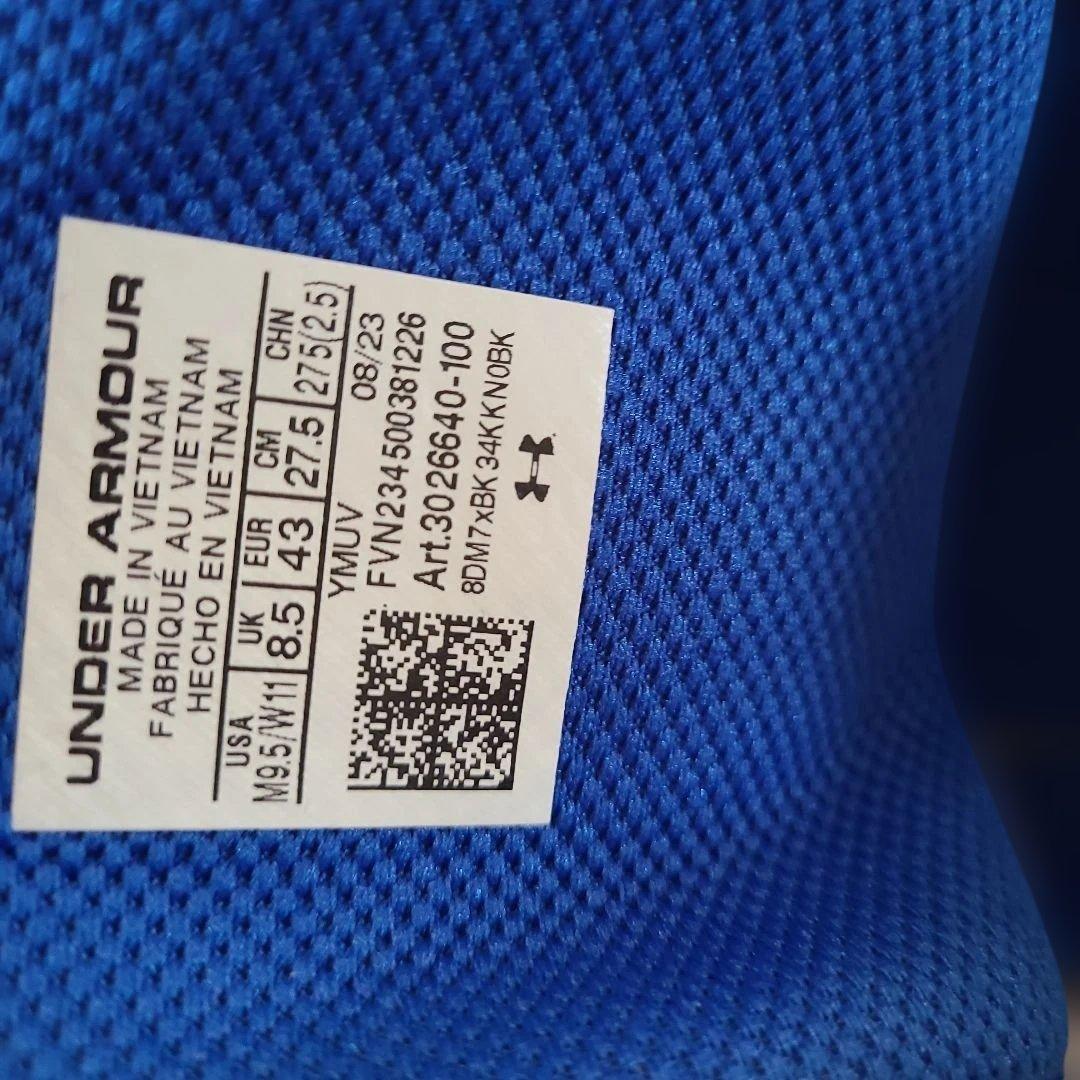 UNDER ARMOUR
MADE IN VIETNAM
FABRIQUÉ AU VIETNAM
HECHO EN VIETNAM
USA UK EUR CM CHN
M9.5/W11 8.5 43 27.5 275(2.5)
YMUV 08/23
FVN234500381226
Art.3026640-100
8DM7xBK34KKN0BK